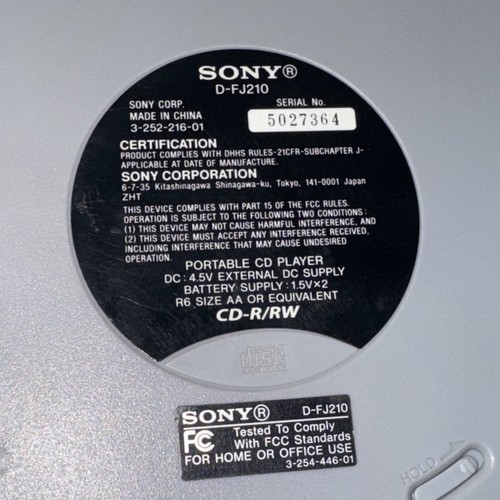 SONY®
D-FJ210
SONY CORP. SERIAL No.
MADE IN CHINA 5027364
3-252-216-01
CERTIFICATION
PRODUCT COMPLIES WITH DHHS RULES-21CFR-SUBCHAPTER J-
APPLICABLE AT DATE OF MANUFACTURE.
SONY CORPORATION
6-7-35 Kitashinagawa Shinagawa-ku, Tokyo, 141-0001 Japan
ZHT
THIS DEVICE COMPLIES WITH PART 15 OF THE FCC RULES.
OPERATION IS SUBJECT TO THE FOLLOWING TWO CONDITIONS :
(1) THIS DEVICE MAY NOT CAUSE HARMFUL INTERFERENCE, AND
(2) THIS DEVICE MUST ACCEPT ANY INTERFERENCE RECEIVED,
INCLUDING INTERFERENCE THAT MAY CAUSE UNDESIRED
OPERATION.
PORTABLE CD PLAYER
DC : 4.5V EXTERNAL DC SUPPLY
BATTERY SUPPLY : 1.5V×2
R6 SIZE AA OR EQUIVALENT
CD-R/RW
disc
SONY® D-FJ210
FC Tested To Comply
With FCC Standards
FOR HOME OR OFFICE USE
3-254-446-01
HOLD